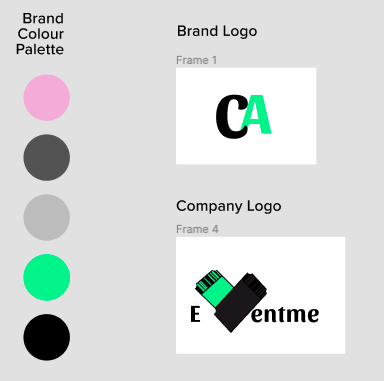 Brand
Colour
Palette
Brand Logo
Frame 1
CA
Company Logo
Frame 4
E entme